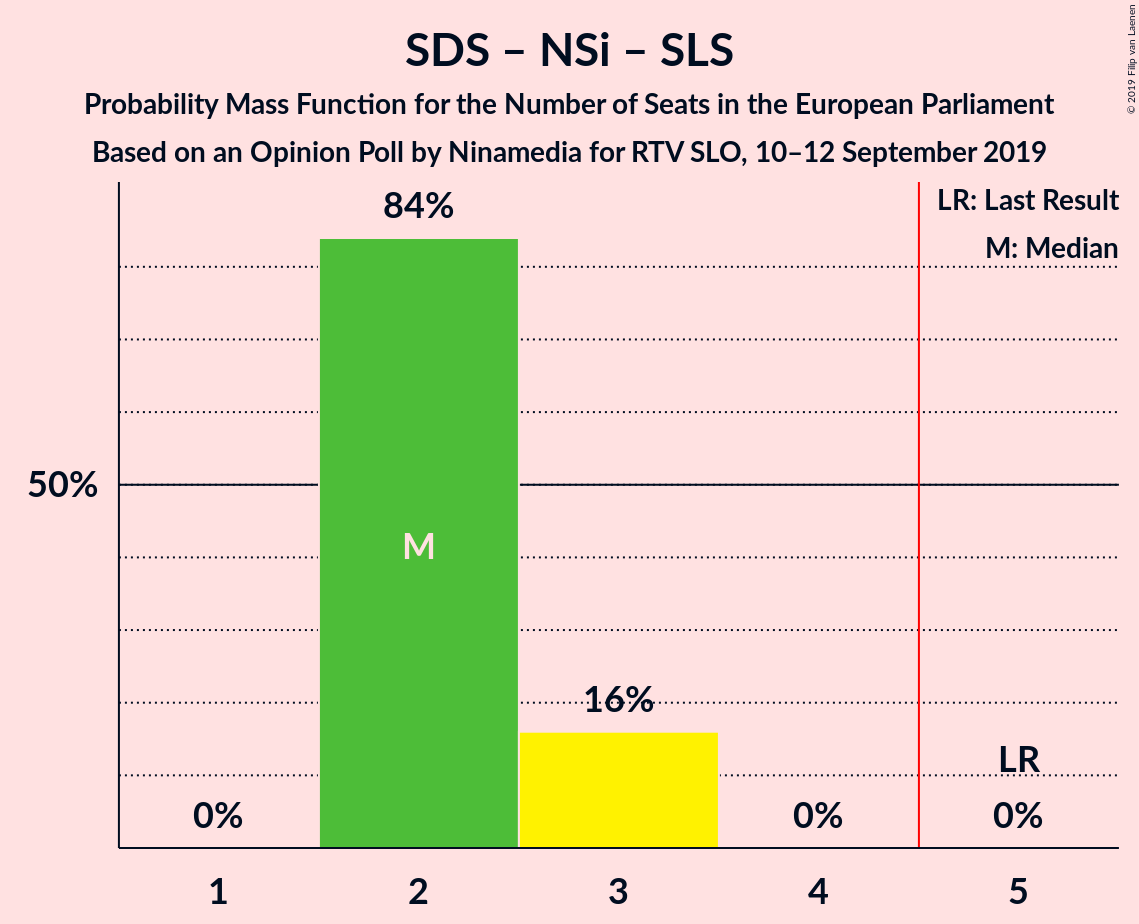 SDS – NSi – SLS
Probability Mass Function for the Number of Seats in the European Parliament
Based on an Opinion Poll by Ninamedia for RTV SLO, 10–12 September 2019
© 2019 Filip van Laenen
LR: Last Result
M: Median
84%
50%
M
16%
LR
0%
0%
0%
1
2
3
4
5